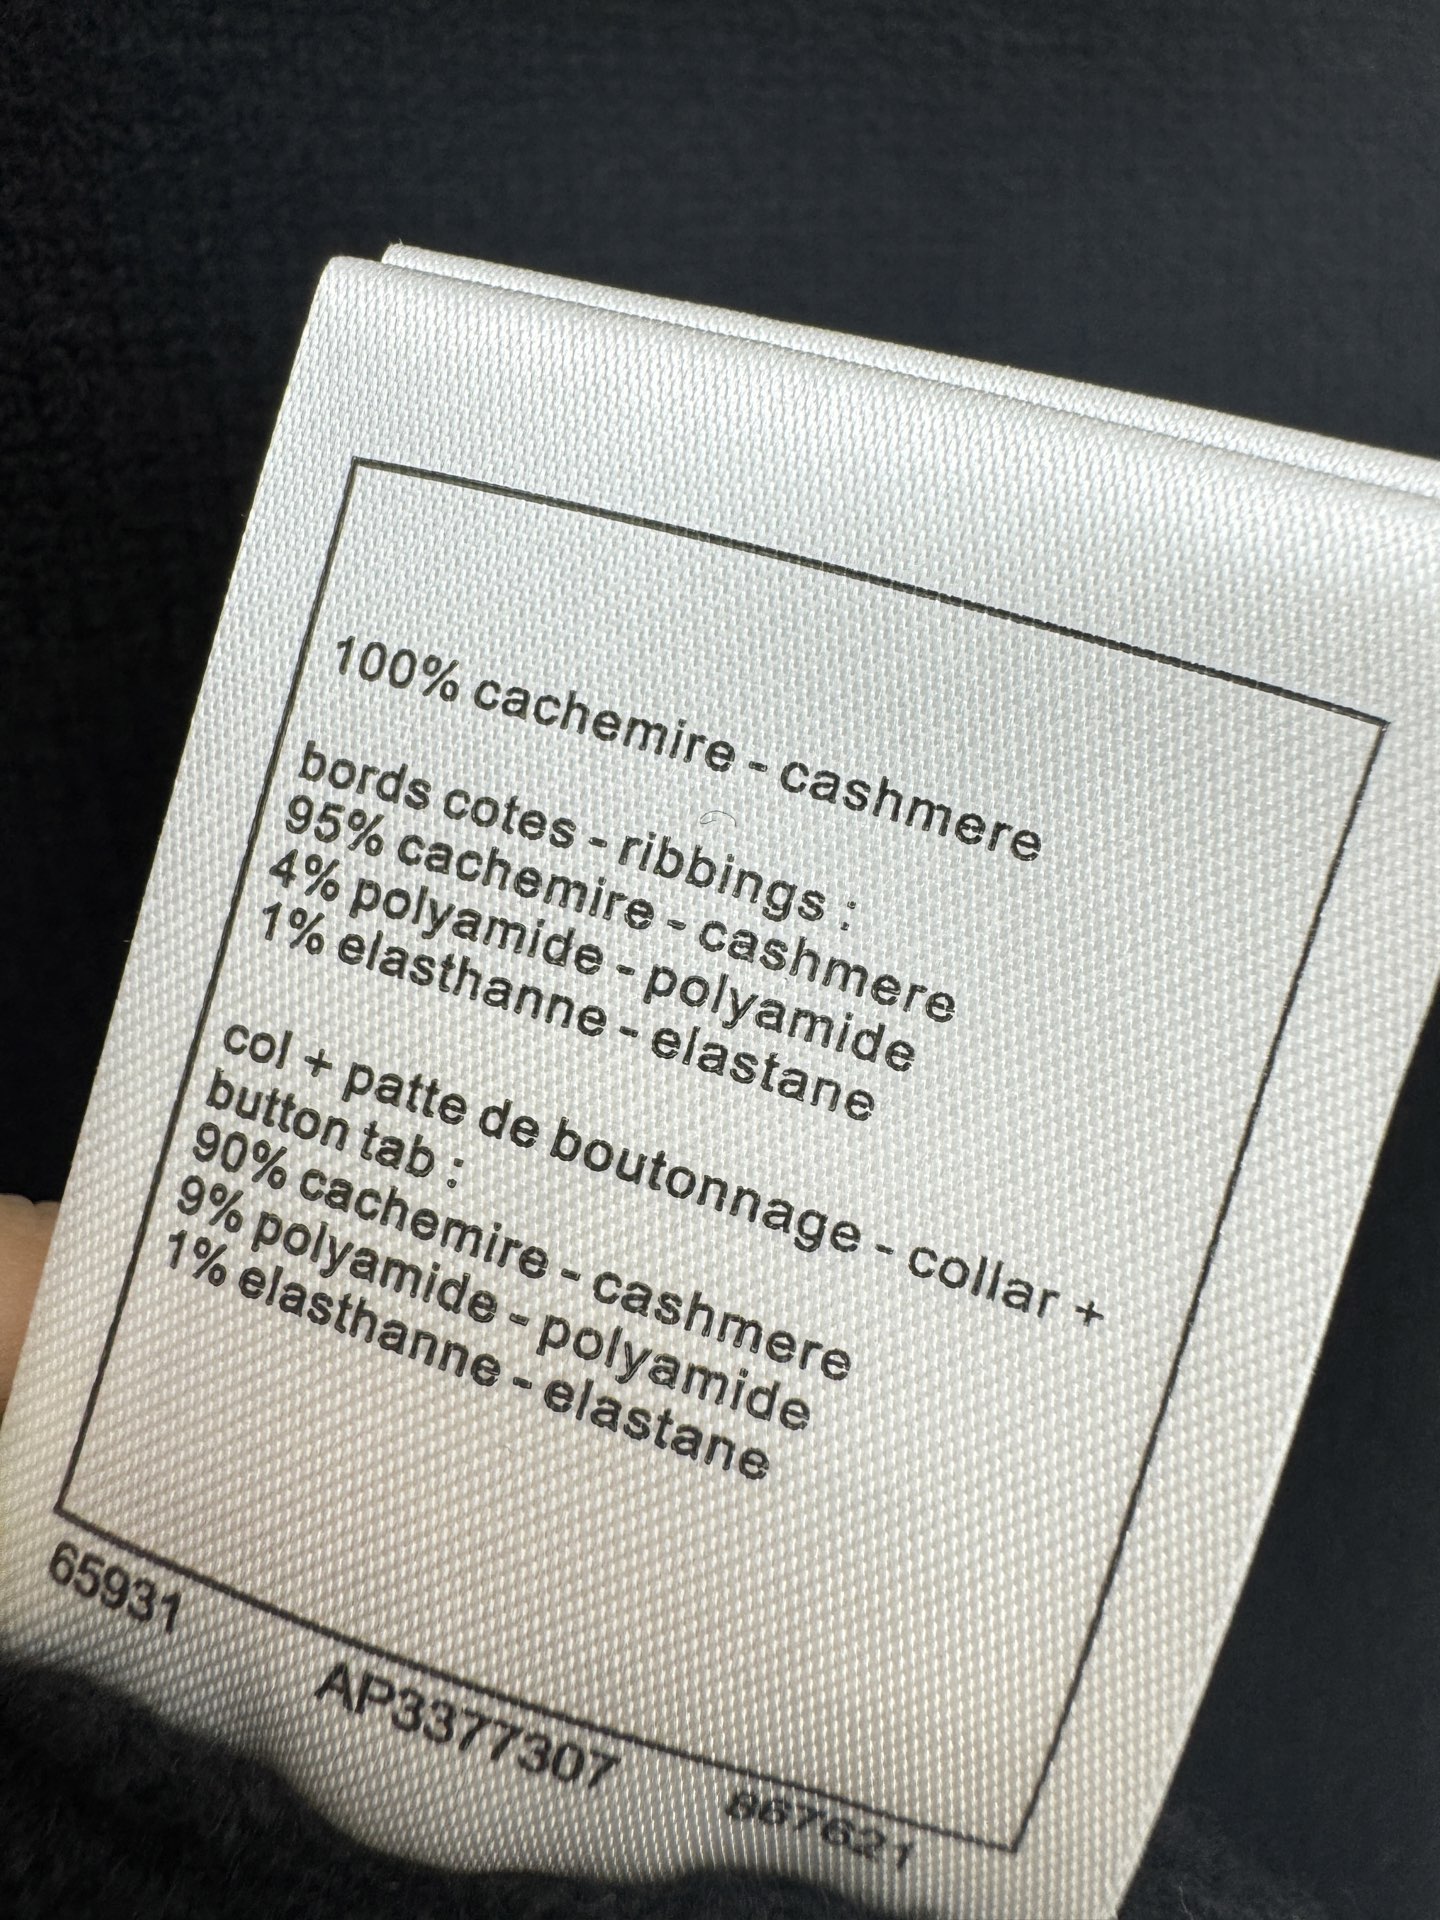 100% cachemire - cashmere
bords cotes - ribbings :
95% cachemire - cashmere
4% polyamide - polyamide
1% elasthanne - elastane
col + patte de boutonnage - collar +
button tab :
90% cachemire - cashmere
9% polyamide - polyamide
1% elasthanne - elastane
65931
AP3377307
867621